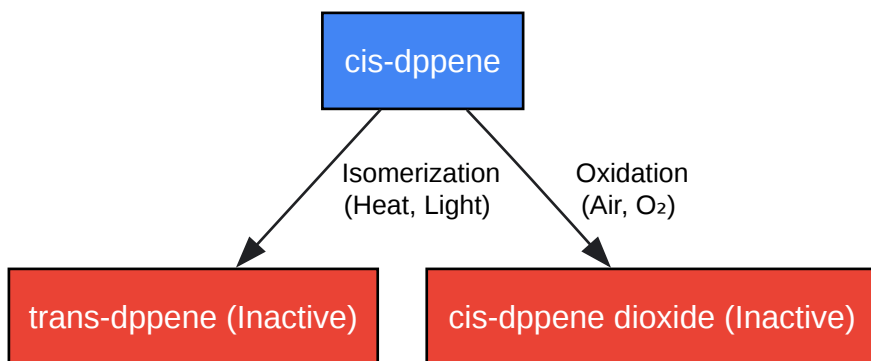 cis-dppene
Isomerization
(Heat, Light)
Oxidation
(Air, O₂)
trans-dppene (Inactive)
cis-dppene dioxide (Inactive)